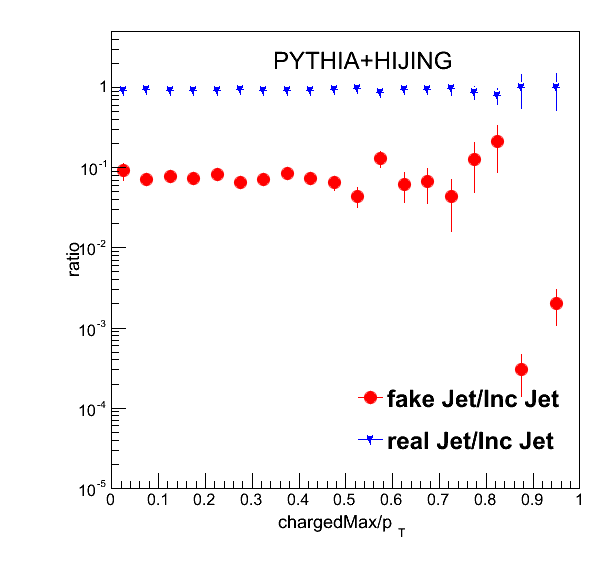 PYTHIA+HIJING
ratio
1
10-1
10-2
10-3
10-4
10-5
fake Jet/Inc Jet
real Jet/Inc Jet
0 0.1 0.2 0.3 0.4 0.5 0.6 0.7 0.8 0.9 1
chargedMax/p T